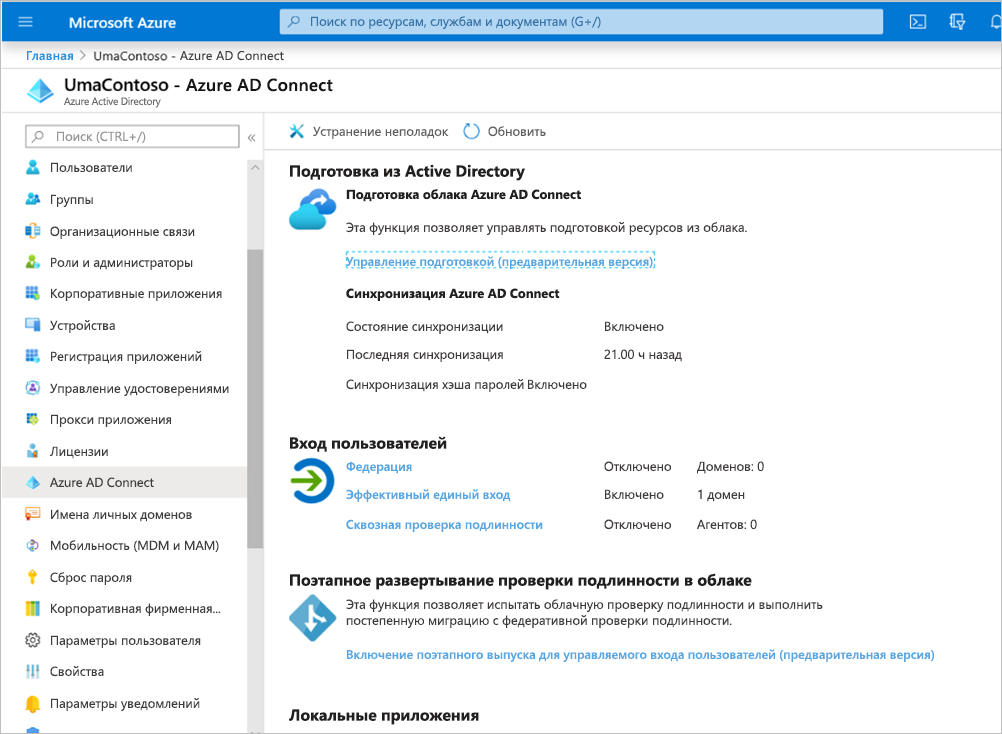 Microsoft Azure
Поиск по ресурсам, службам и документам (G+/)
Главная > UmaContoso - Azure AD Connect
UmaContoso - Azure AD Connect
Azure Active Directory
Поиск (CTRL+/)
«
Пользователи
Группы
Организационные связи
Роли и администраторы
Корпоративные приложения
Устройства
Регистрация приложений
Управление удостоверениями
Прокси приложения
Лицензии
Azure AD Connect
Имена личных доменов
Мобильность (MDM и MAM)
Сброс пароля
Корпоративная фирменная...
Параметры пользователя
Свойства
Параметры уведомлений
Устранение неполадок Обновить
Подготовка из Active Directory
Подготовка облака Azure AD Connect
Эта функция позволяет управлять подготовкой ресурсов из облака.
Управление подготовкой (предварительная версия)
Синхронизация Azure AD Connect
Состояние синхронизации Включено
Последняя синхронизация 21.00 ч назад
Синхронизация хэша паролей Включено
Вход пользователей
Федерация Отключено Доменов: 0
Эффективный единый вход Включено 1 домен
Сквозная проверка подлинности Отключено Агентов: 0
Поэтапное развертывание проверки подлинности в облаке
Эта функция позволяет испытать облачную проверку подлинности и выполнить
постепенную миграцию с федеративной проверки подлинности.
Включение поэтапного выпуска для управляемого входа пользователей (предварительная версия)
Локальные приложения